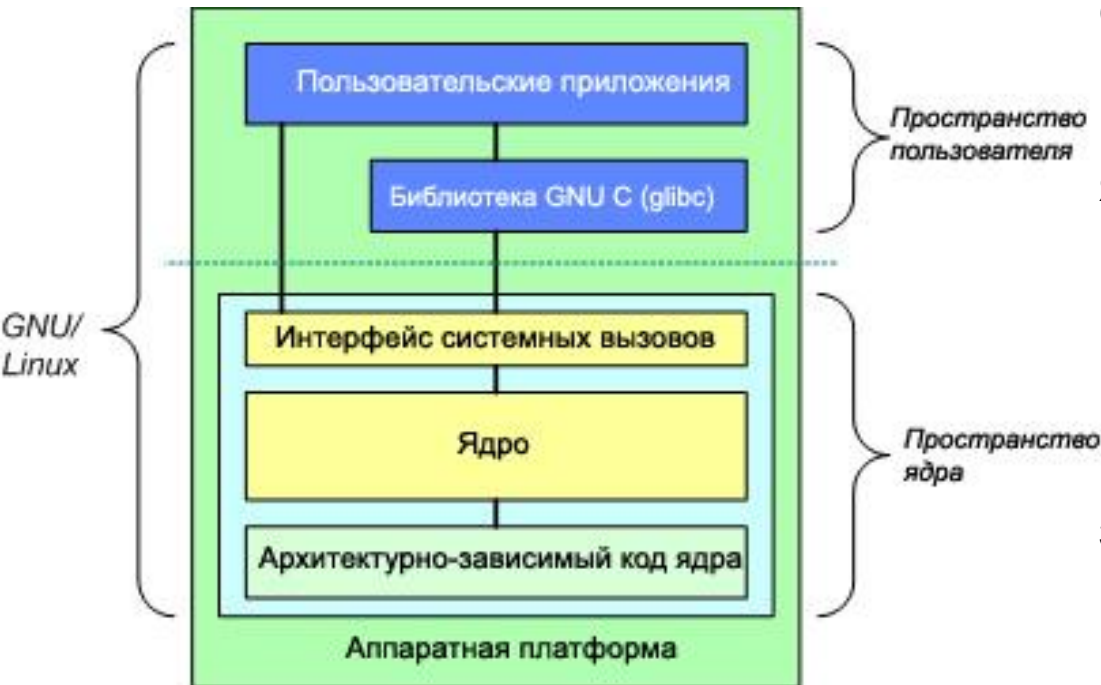 Пользовательские приложения
Пространство
пользователя
Библиотека GNU C (glibc)
GNU/
Linux
Интерфейс системных вызовов
Ядро
Пространство
ядра
Архитектурно-зависимый код ядра
Аппаратная платформа